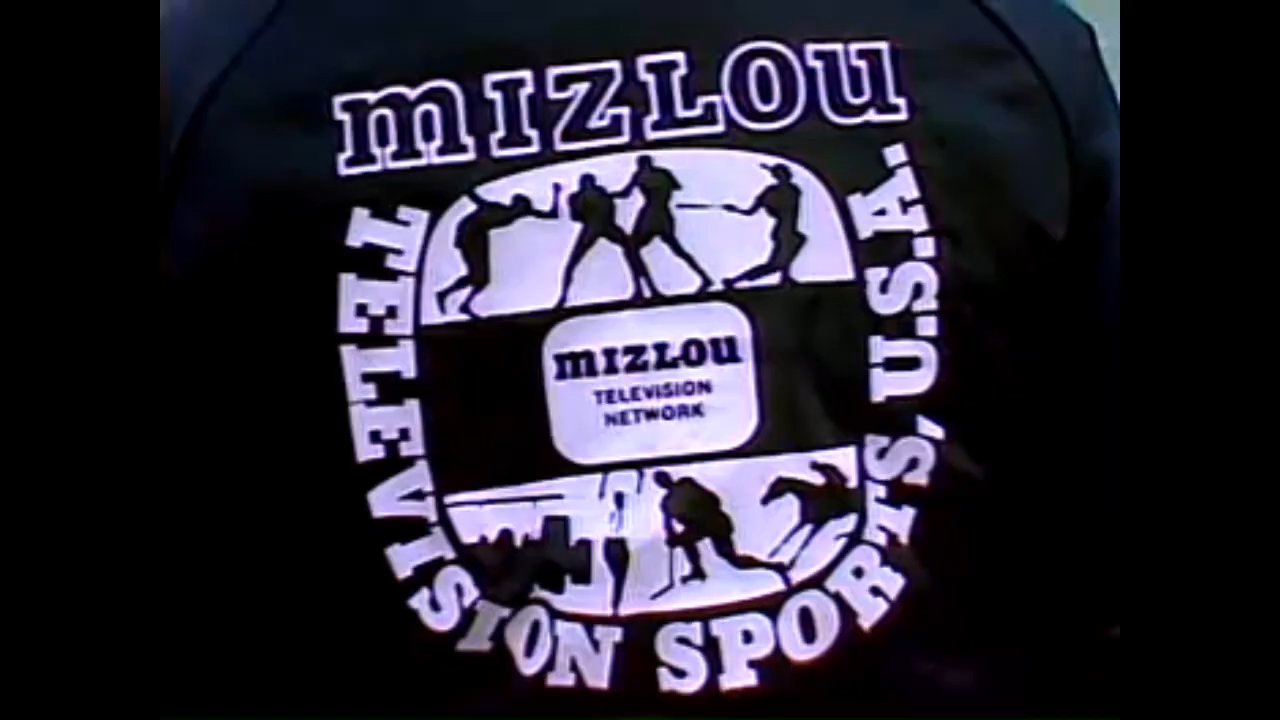 mIZLOU
TELEVISION SPORTS, U.S.A.
mIZLOU
TELEVISION
NETWORK